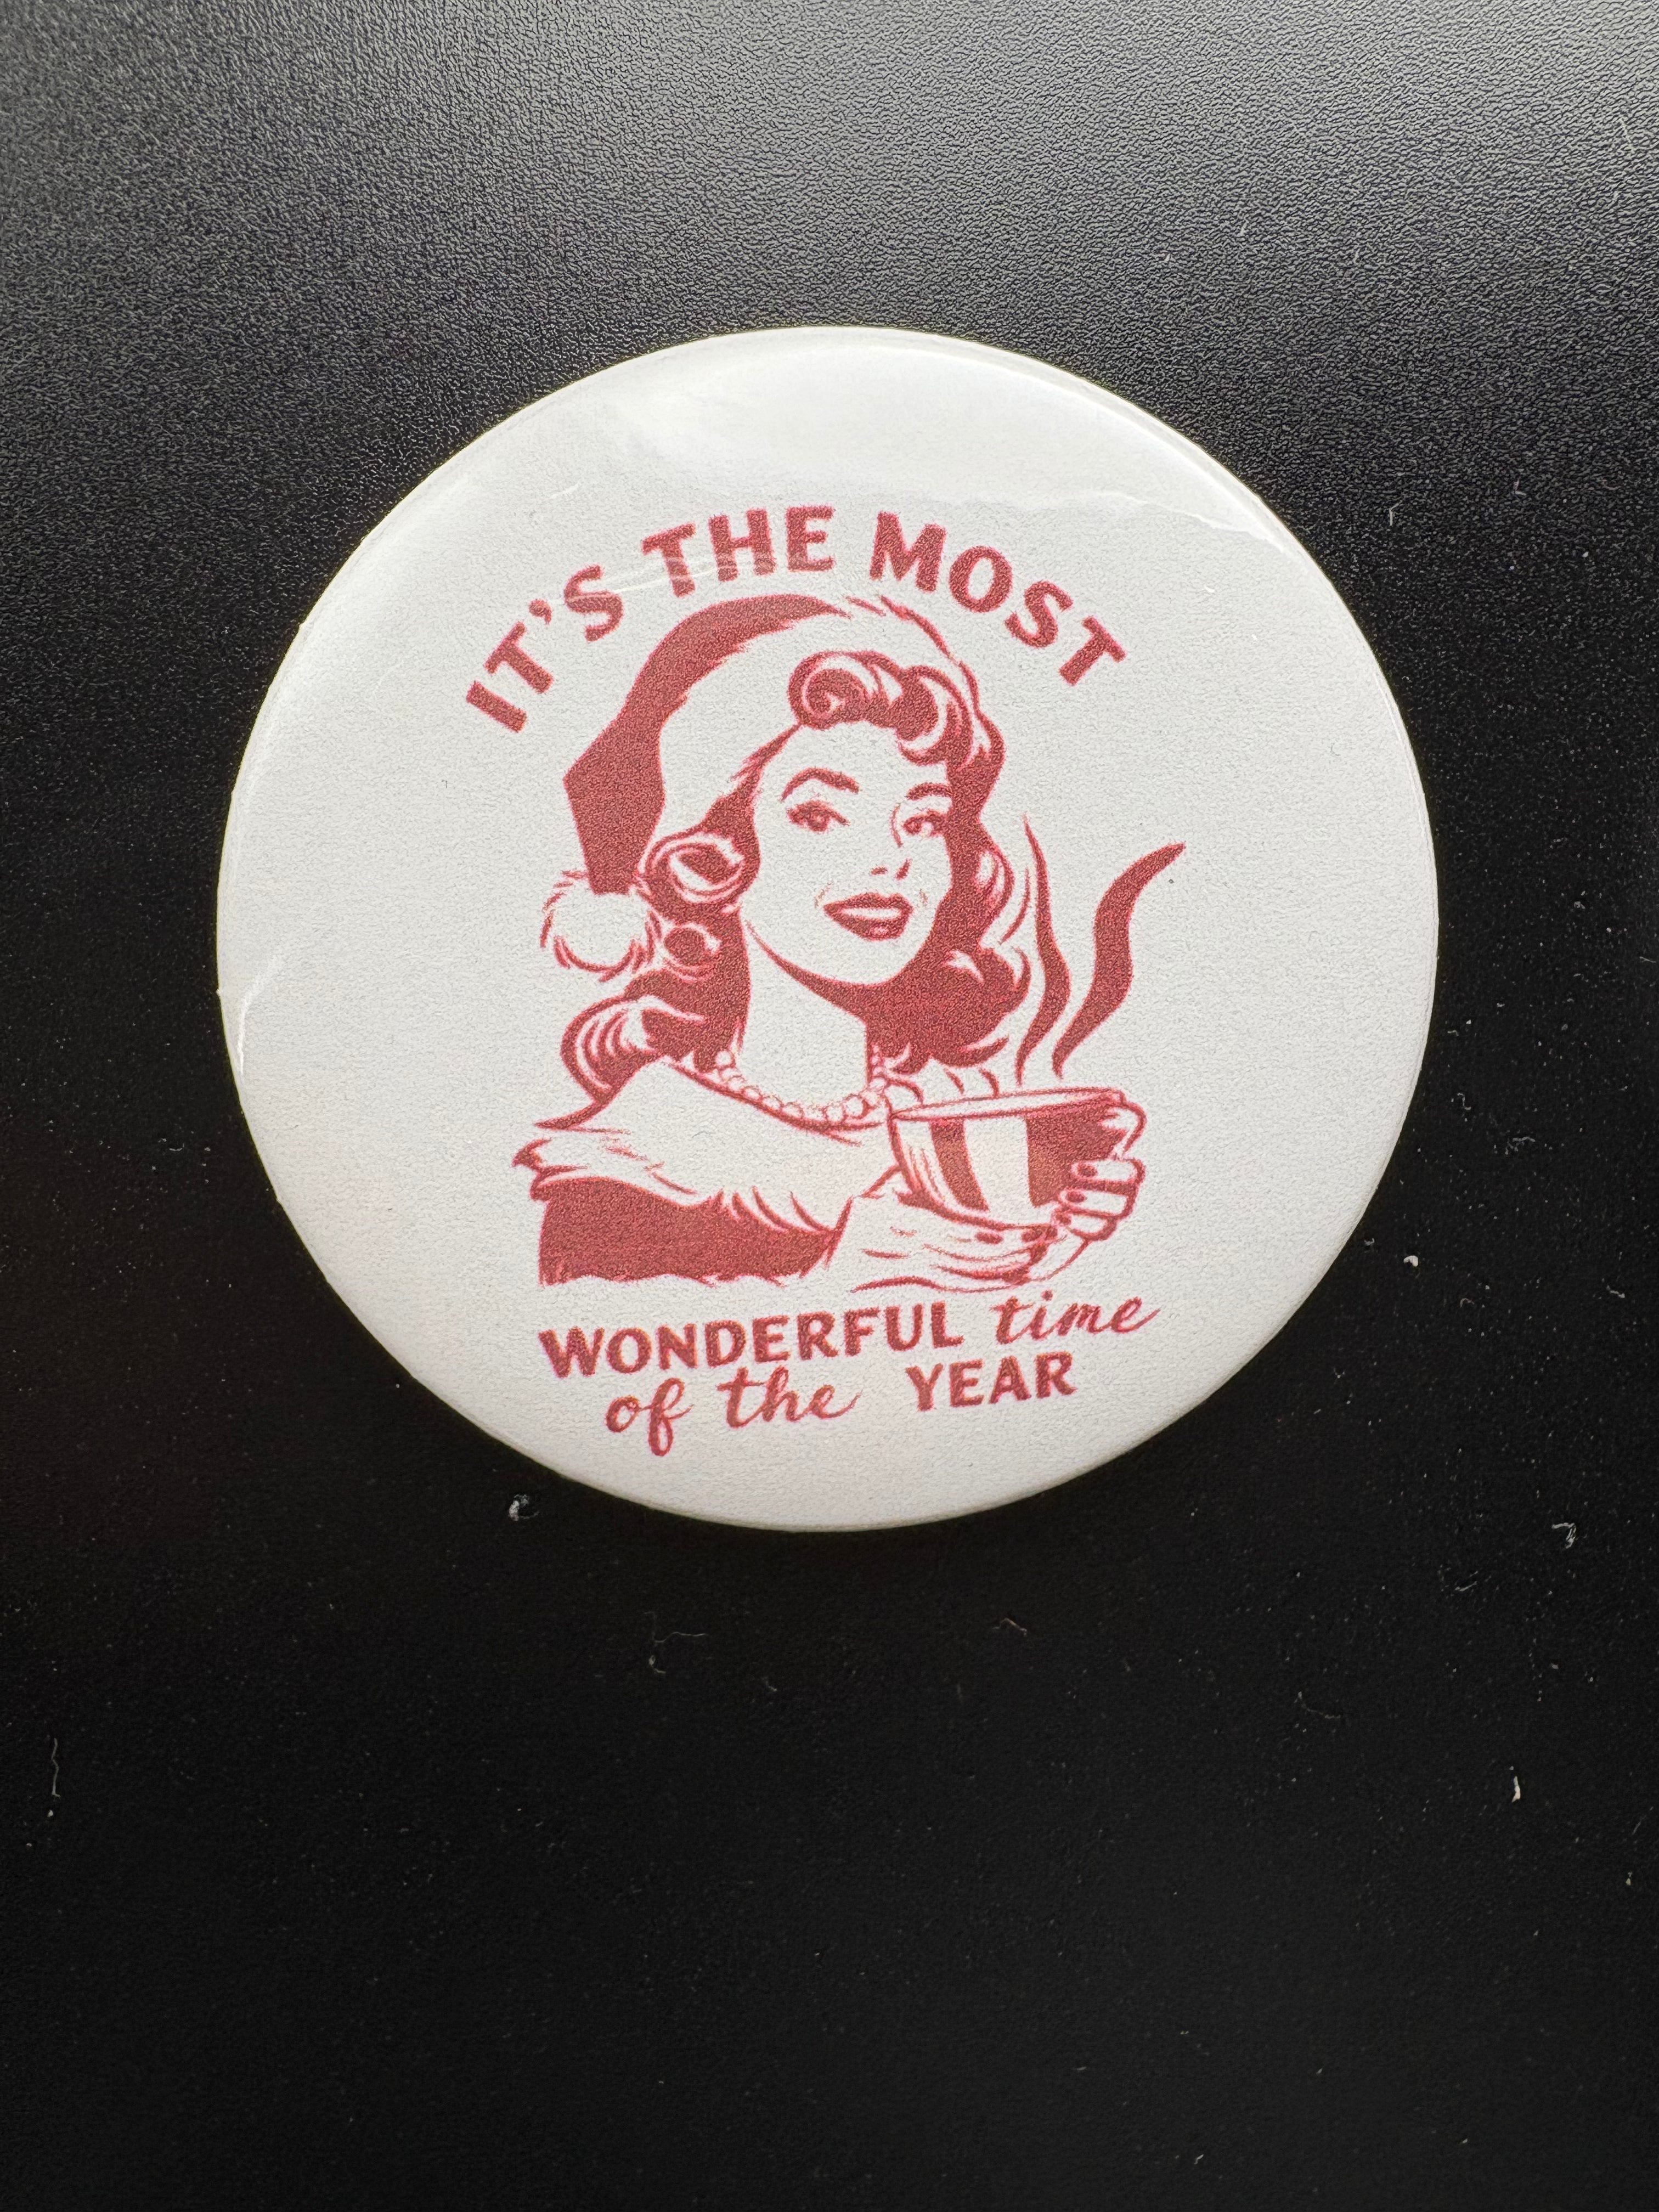 IT'S THE MOST
WONDERFUL time
of the YEAR